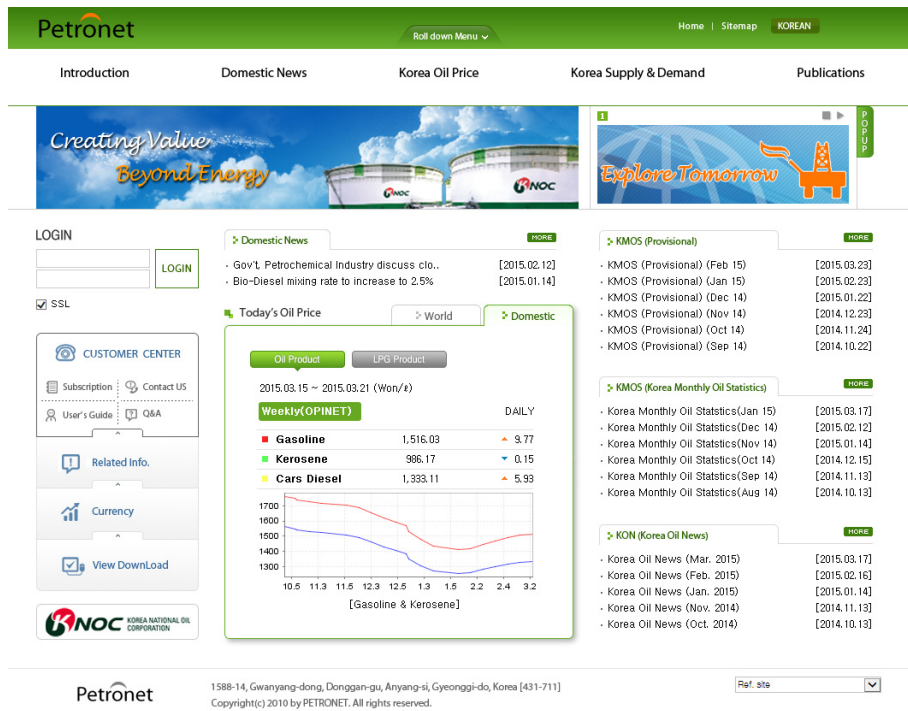 Petronet
Roll down Menu
Home | Sitemap KOREAN
Introduction Domestic News Korea Oil Price Korea Supply & Demand Publications
Creating Value
Beyond Energy
KNOC KNOC
1
Explore Tomorrow
POPUP
LOGIN
LOGIN
SSL
CUSTOMER CENTER
Subscription Contact US
User's Guide Q&A
Related Info.
Currency
View DownLoad
KNOC KOREA NATIONAL OIL CORPORATION
Domestic News MORE
· Gov't, Petrochemical Industry discuss clo.. [2015.02.12]
· Bio-Diesel mixing rate to increase to 2.5% [2015.01.14]
Today's Oil Price World Domestic
Oil Product LPG Product
2015.03.15 ~ 2015.03.21 (Won/ℓ)
Weekly(OPINET) DAILY
Gasoline 1,516.03 9.77
Kerosene 986.17 0.15
Cars Diesel 1,333.11 5.93
1700
1600
1500
1400
1300
10.5 11.3 11.5 12.3 12.5 1.3 1.5 2.2 2.4 3.2
[Gasoline & Kerosene]
KMOS (Provisional) MORE
· KMOS (Provisional) (Feb 15) [2015.03.23]
· KMOS (Provisional) (Jan 15) [2015.02.23]
· KMOS (Provisional) (Dec 14) [2015.01.22]
· KMOS (Provisional) (Nov 14) [2014.12.23]
· KMOS (Provisional) (Oct 14) [2014.11.24]
· KMOS (Provisional) (Sep 14) [2014.10.22]
KMOS (Korea Monthly Oil Statistics) MORE
· Korea Monthly Oil Statstics(Jan 15) [2015.03.17]
· Korea Monthly Oil Statstics(Dec 14) [2015.02.12]
· Korea Monthly Oil Statstics(Nov 14) [2015.01.14]
· Korea Monthly Oil Statstics(Oct 14) [2014.12.15]
· Korea Monthly Oil Statstics(Sep 14) [2014.11.13]
· Korea Monthly Oil Statstics(Aug 14) [2014.10.13]
KON (Korea Oil News) MORE
· Korea Oil News (Mar. 2015) [2015.03.17]
· Korea Oil News (Feb. 2015) [2015.02.16]
· Korea Oil News (Jan. 2015) [2015.01.14]
· Korea Oil News (Nov. 2014) [2014.11.13]
· Korea Oil News (Oct. 2014) [2014.10.13]
Petronet
1588-14, Gwanyang-dong, Donggan-gu, Anyang-si, Gyeonggi-do, Korea [431-711]
Copyright(c) 2010 by PETRONET. All rights reserved.
Ref. site